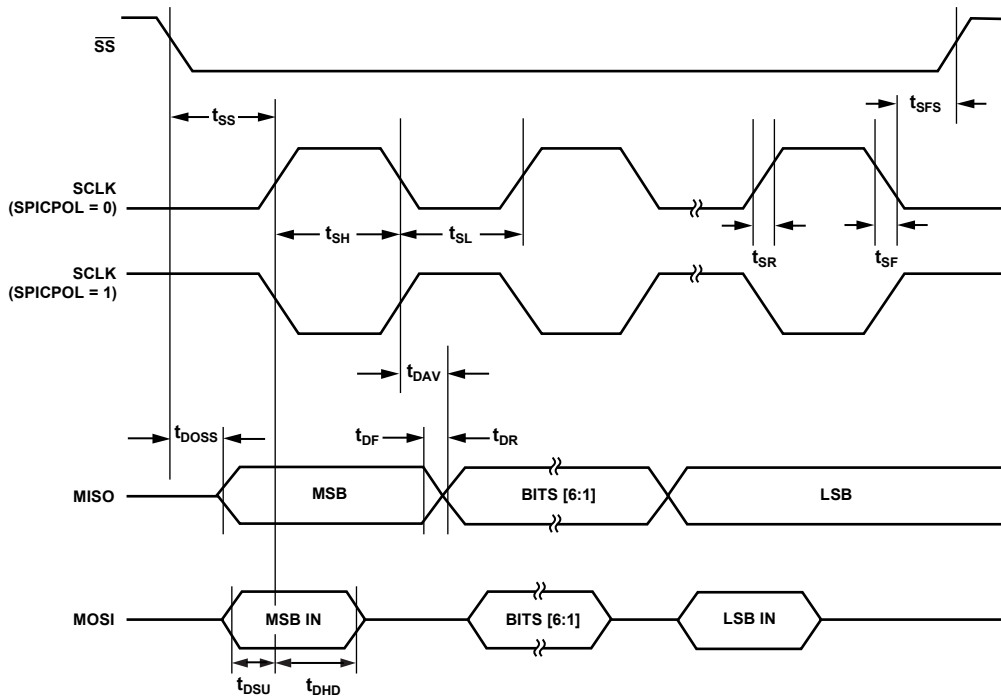 SS
tSS
tSFS
SCLK
(SPICPOL = 0)
tSH
tSL
tSR
tSF
SCLK
(SPICPOL = 1)
tDAV
tDOSS
tDF
tDR
MISO
MSB
BITS [6:1]
LSB
MOSI
MSB IN
BITS [6:1]
LSB IN
tDSU
tDHD